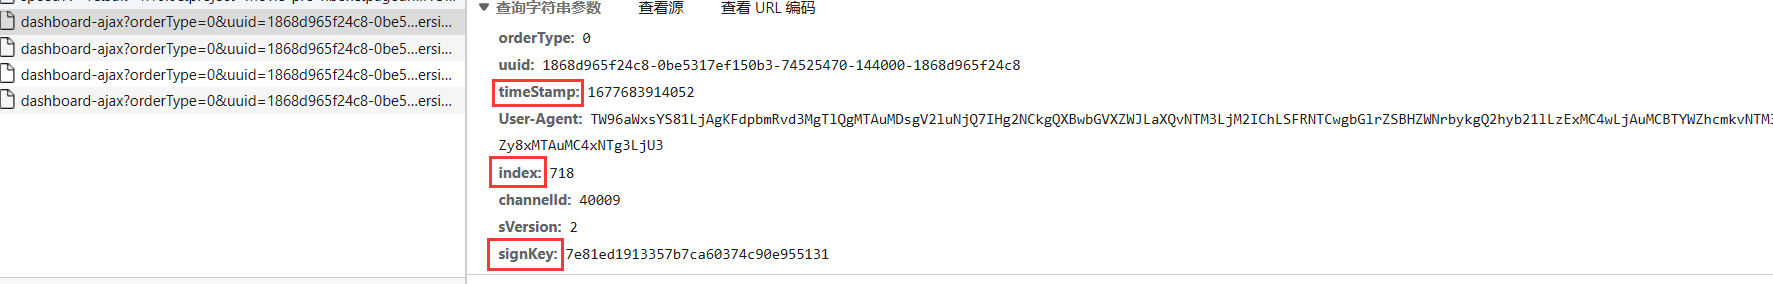 dashboard-ajax?orderType=0&uuid=1868d965f24c8-0be5...ersi...
dashboard-ajax?orderType=0&uuid=1868d965f24c8-0be5...ersi...
dashboard-ajax?orderType=0&uuid=1868d965f24c8-0be5...ersi...
dashboard-ajax?orderType=0&uuid=1868d965f24c8-0be5...ersi...
▼ 查询字符串参数 查看源 查看 URL 编码
orderType: 0
uuid: 1868d965f24c8-0be5317ef150b3-74525470-144000-1868d965f24c8
timeStamp: 1677683914052
User-Agent: TW96aWxsYS81LjAgKFdpbmRvd3MgTlQgMTAuMDsgV2luNjQ7IHg2NCkgQXBwbGVXZWJLaXQvNTM3LjM2IChLSFRNTCwgbGlrZSBHZWNrbykgQ2hyb21lLzExMC4wLjAuMCBTYWZhcmkvNTM3
Zy8xMTAuMC4xNTg3LjU3
index: 718
channelId: 40009
sVersion: 2
signKey: 7e81ed1913357b7ca60374c90e955131